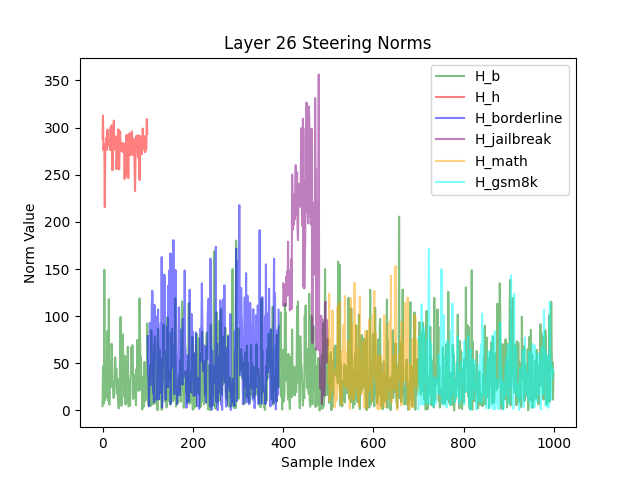 Layer 26 Steering Norms
Norm Value
350
300
250
200
150
100
50
0
0
200
400
600
800
1000
Sample Index
H_b
H_h
H_borderline
H_jailbreak
H_math
H_gsm8k